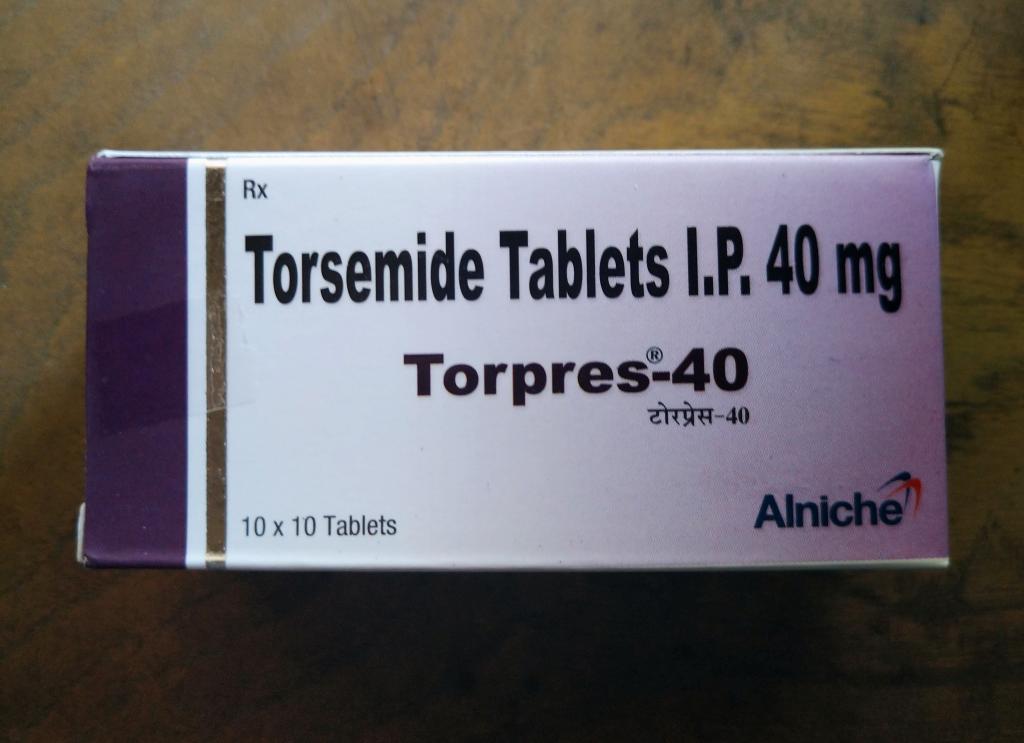 Rx
Torsemide Tablets I.P. 40 mg
Torpres®-40
टोरप्रेस-40
10 x 10 Tablets
Alniche